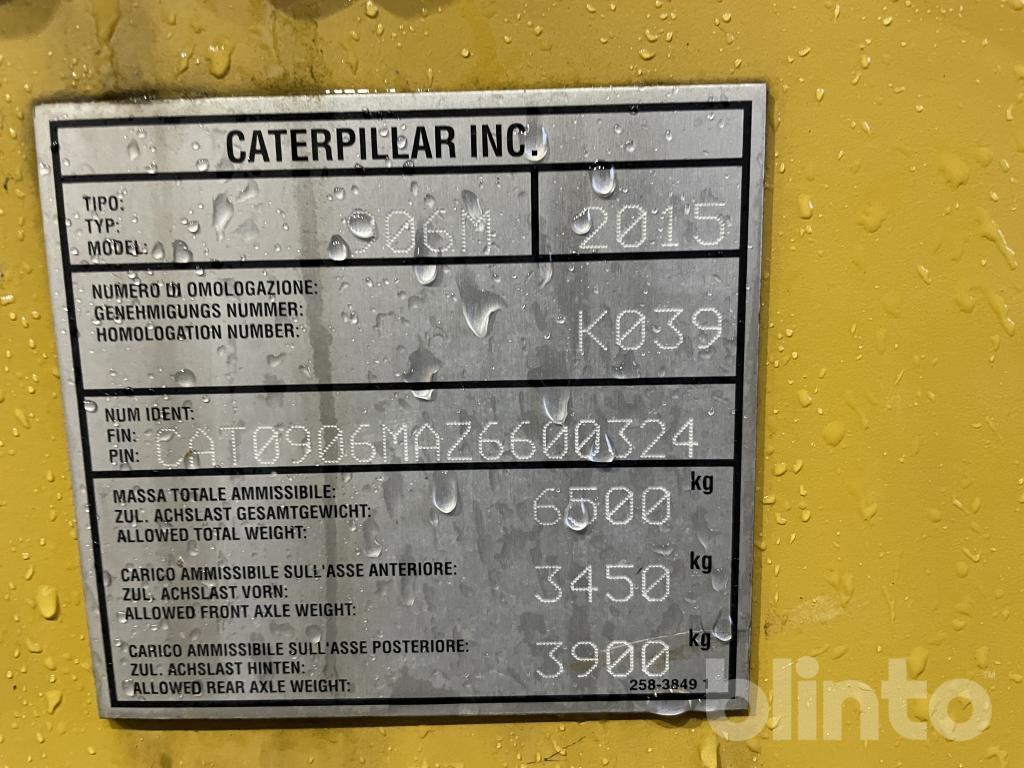 CATERPILLAR INC.
TIPO:
TYP:
MODEL: 906M 2015
NUMERO DI OMOLOGAZIONE:
GENEHMIGUNGS NUMMER:
HOMOLOGATION NUMBER: K039
NUM IDENT:
FIN:
PIN: CAT0906MAZ6600324
MASSA TOTALE AMMISSIBILE:
ZUL. ACHSLAST GESAMTGEWICHT: 6500 kg
ALLOWED TOTAL WEIGHT:
CARICO AMMISSIBILE SULL'ASSE ANTERIORE:
ZUL. ACHSLAST VORN: 3450 kg
ALLOWED FRONT AXLE WEIGHT:
CARICO AMMISSIBILE SULL'ASSE POSTERIORE:
ZUL. ACHSLAST HINTEN: 3900 kg
ALLOWED REAR AXLE WEIGHT:
258-3849 1
blinto™